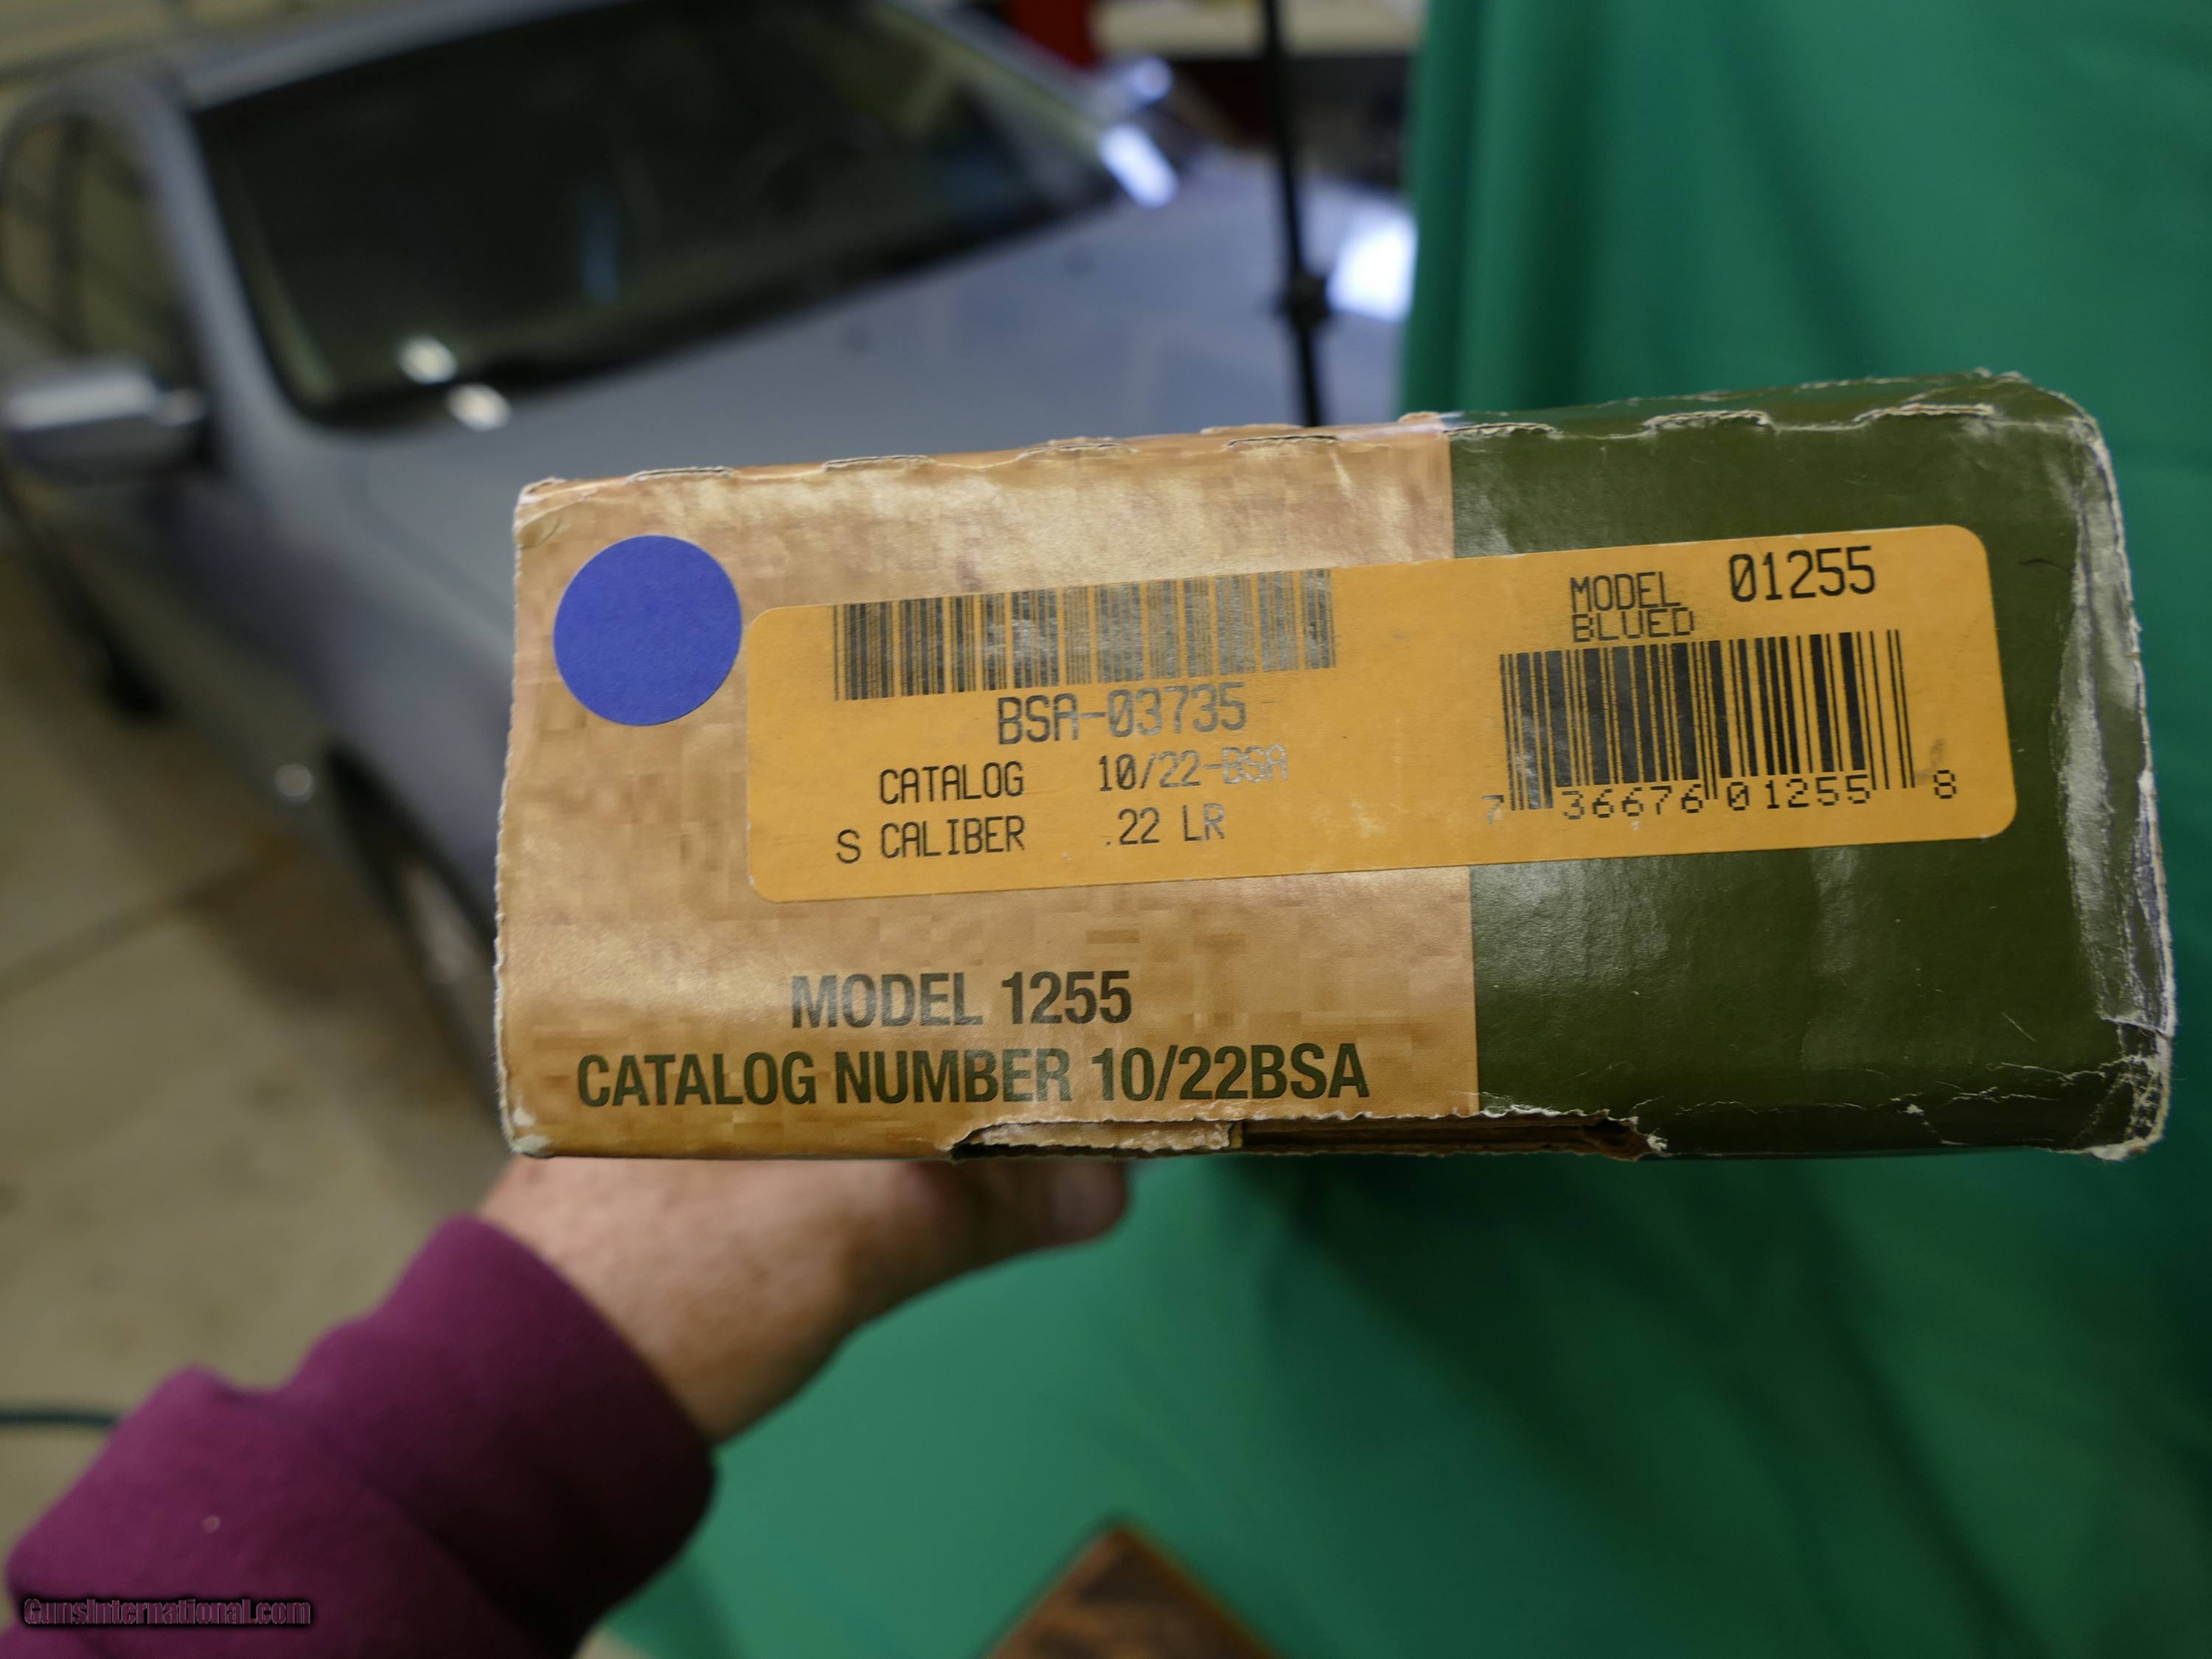 MODEL 01255
BLUED
BSA-03735
CATALOG 10/22-BSA
S CALIBER .22 LR
7 36676 01255 8
MODEL 1255
CATALOG NUMBER 10/22BSA
GunsInternational.com